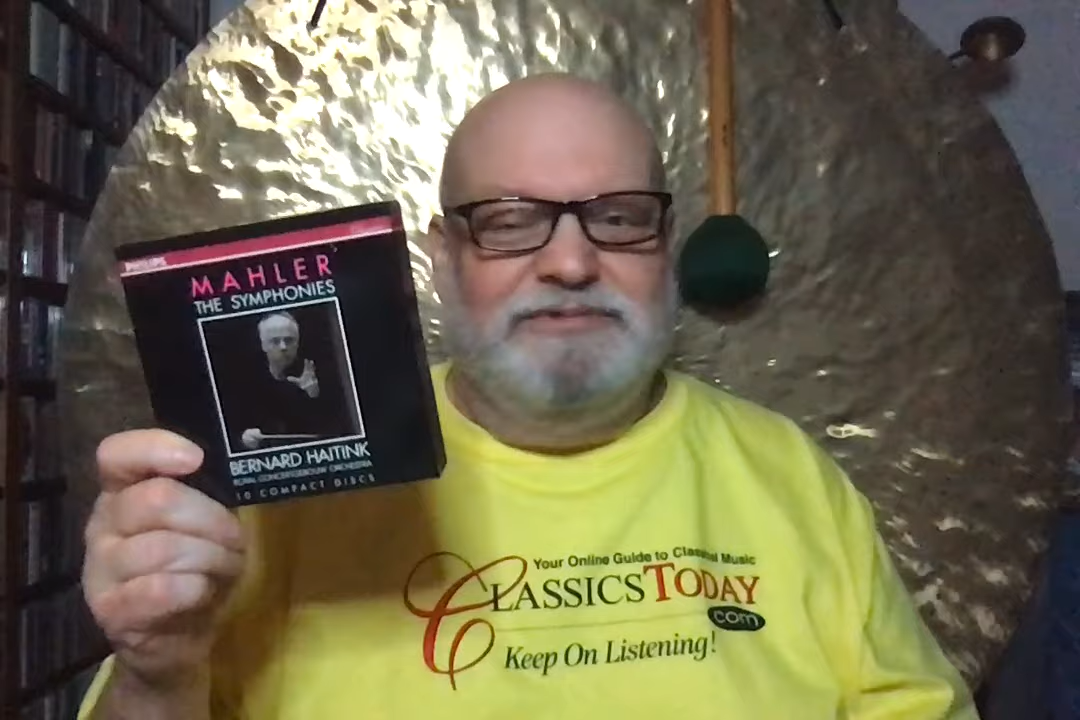 PHILIPS
MAHLER
THE SYMPHONIES
BERNARD HAITINK
ROYAL CONCERTGEBOUW ORCHESTRA
10 COMPACT DISCS
Your Online Guide to Classical Music
CLASSICSTODAY
com
Keep On Listening!